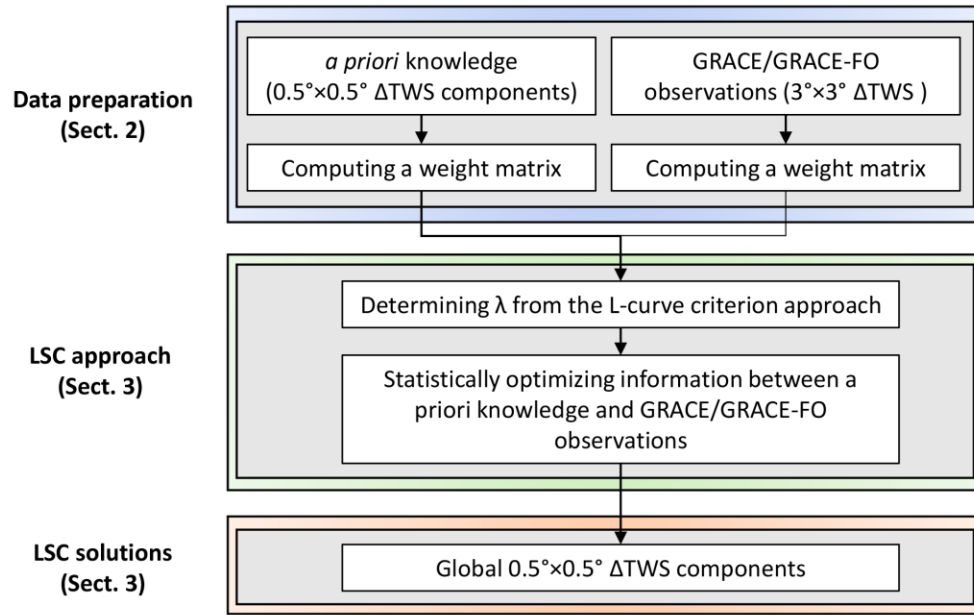 Data preparation
(Sect. 2)
a priori knowledge
(0.5°×0.5° ΔTWS components)
GRACE/GRACE-FO
observations (3°×3° ΔTWS )
Computing a weight matrix
Computing a weight matrix
LSC approach
(Sect. 3)
Determining λ from the L-curve criterion approach
Statistically optimizing information between a
priori knowledge and GRACE/GRACE-FO
observations
LSC solutions
(Sect. 3)
Global 0.5°×0.5° ΔTWS components